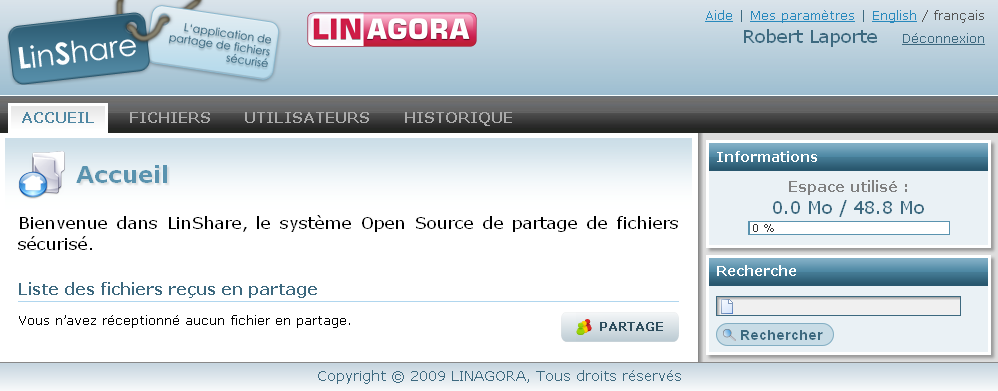 LinShare
L'application de
partage de fichiers
sécurisé
LINAGORA
Aide | Mes paramètres | English / français
Robert Laporte Déconnexion
ACCUEIL FICHIERS UTILISATEURS HISTORIQUE
Accueil
Bienvenue dans LinShare, le système Open Source de partage de fichiers
sécurisé.
Liste des fichiers reçus en partage
Vous n'avez réceptionné aucun fichier en partage.
PARTAGE
Informations
Espace utilisé :
0.0 Mo / 48.8 Mo
0 %
Recherche
Rechercher
Copyright © 2009 LINAGORA, Tous droits réservés